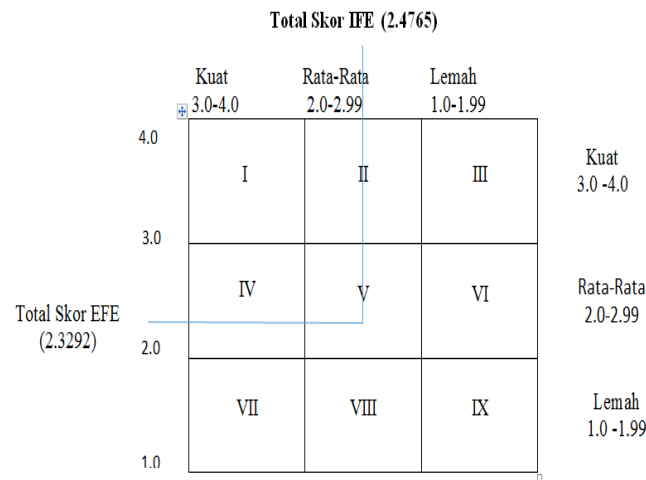 Total Skor IFE (2.4765)
Kuat Rata-Rata Lemah
3.0-4.0 2.0-2.99 1.0-1.99
4.0
I II III
Kuat
3.0 -4.0
3.0
IV V VI
Rata-Rata
2.0-2.99
Total Skor EFE
(2.3292)
2.0
VII VIII IX
Lemah
1.0 -1.99
1.0